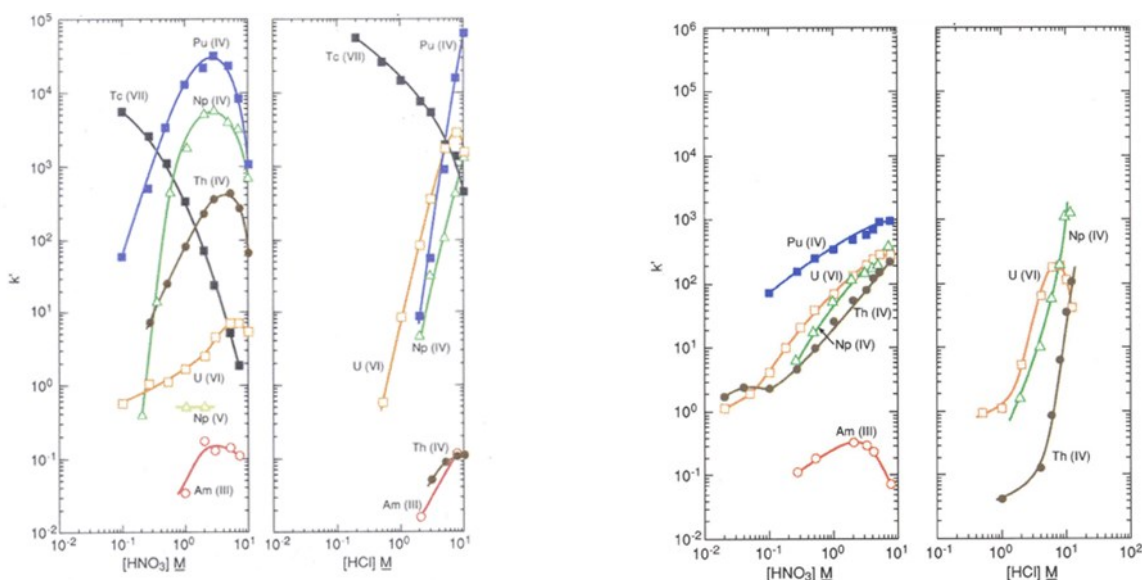 10⁵
10⁴
10³
10²
10¹
10⁰
10⁻¹
10⁻²
k'
Pu (IV)
Np (IV)
Tc (VII)
Th (IV)
U (VI)
Np (V)
Am (III)
10⁻² 10⁻¹ 10⁰ 10¹
[HNO₃] M
Pu (IV)
Tc (VII)
Np (IV)
U (VI)
Th (IV)
Am (III)
10⁻² 10⁻¹ 10⁰ 10¹
[HCl] M
10⁶
10⁵
10⁴
10³
10²
10¹
10⁰
10⁻¹
10⁻²
k'
Pu (IV)
U (VI)
Th (IV)
Np (IV)
Am (III)
10⁻² 10⁻¹ 10⁰ 10¹
[HNO₃] M
Np (IV)
U (VI)
Th (IV)
10⁻¹ 10⁰ 10¹ 10²
[HCl] M